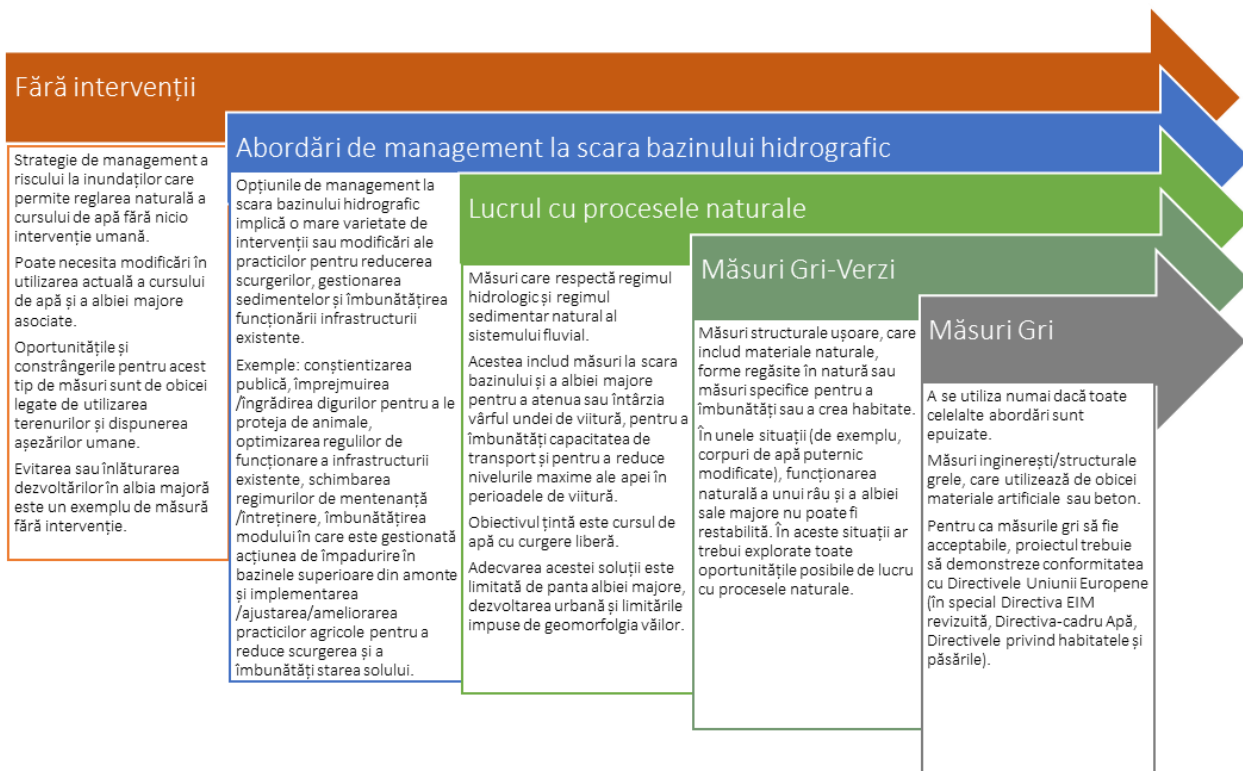 Fără intervenții
Strategie de management a
riscului la inundaților care
permite reglarea naturală a
cursului de apă fără nicio
intervenție umană.
Poate necesita modificări în
utilizarea actuală a cursului
de apă și a albiei majore
asociate.
Oportunitățile și
constrângerile pentru acest
tip de măsuri sunt de obicei
legate de utilizarea
terenurilor și dispunerea
așezărilor umane.
Evitarea sau înlăturarea
dezvoltărilor în albia majoră
este un exemplu de măsură
fără intervenție.
Abordări de management la scara bazinului hidrografic
Opțiunile de management la
scara bazinului hidrografic
implică o mare varietate de
intervenții sau modificări ale
practicilor pentru reducerea
scurgerilor, gestionarea
sedimentelor și îmbunătățirea
funcționării infrastructurii
existente.
Exemple: conștientizarea
publică, împrejmuirea
/îngrădirea digurilor pentru a le
proteja de animale,
optimizarea regulilor de
funcționare a infrastructurii
existente, schimbarea
regimurilor de mentenanță
/întreținere, îmbunătățirea
modului în care este gestionată
acțiunea de împadurire în
bazinele superioare din amonte
și implementarea
/ajustarea/ameliorarea
practicilor agricole pentru a
reduce scurgerea și a
îmbunătăți starea solului.
Lucrul cu procesele naturale
Măsuri care respectă regimul
hidrologic și regimul
sedimentar natural al
sistemului fluvial.
Acestea includ măsuri la scara
bazinului și a albiei majore
pentru a atenua sau întârzia
vârful undei de viitură, pentru a
îmbunătăți capacitatea de
transport și pentru a reduce
nivelurile maxime ale apei în
perioadele de viitură.
Obiectivul țintă este cursul de
apă cu curgere liberă.
Adecvarea acestei soluții este
limitată de panta albiei majore,
dezvoltarea urbană și limitările
impuse de geomorfolgia văilor.
Măsuri Gri-Verzi
Măsuri structurale ușoare, care
includ materiale naturale,
forme regăsite în natură sau
măsuri specifice pentru a
îmbunătăți sau a crea habitate.
În unele situații (de exemplu,
corpuri de apă puternic
modificate), funcționarea
naturală a unui râu și a albiei
sale majore nu poate fi
restabilită. În aceste situații ar
trebui explorate toate
oportunitățile posibile de lucru
cu procesele naturale.
Măsuri Gri
A se utiliza numai dacă toate
celelalte abordări sunt
epuizate.
Măsuri inginerești/structurale
grele, care utilizează de obicei
materiale artificiale sau beton.
Pentru ca măsurile gri să fie
acceptabile, proiectul trebuie
să demonstreze conformitatea
cu Directivele Uniunii Europene
(în special Directiva EIM
revizuită, Directiva-cadru Apă,
Directivele privind habitatele și
păsările).